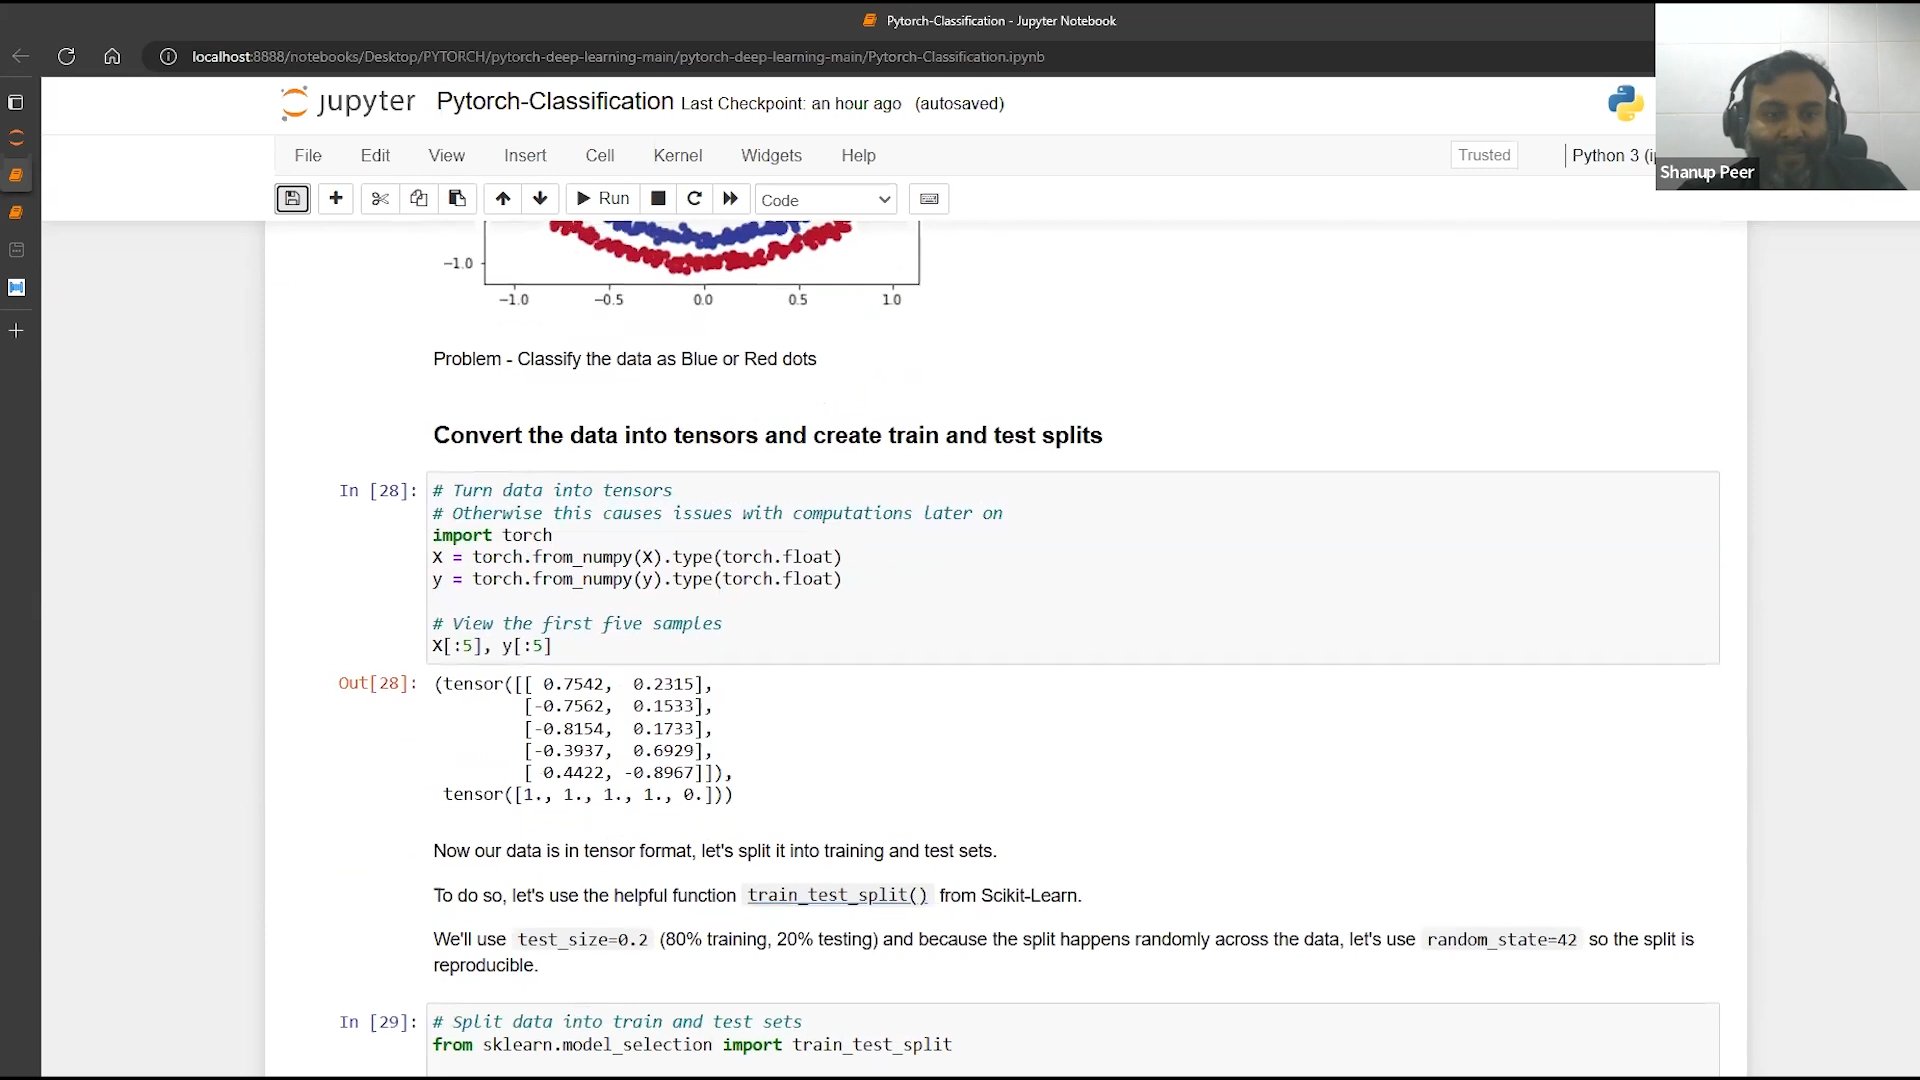 Pytorch-Classification - Jupyter Notebook
localhost:8888/notebooks/Desktop/PYTORCH/pytorch-deep-learning-main/pytorch-deep-learning-main/Pytorch-Classification.ipynb
jupyter Pytorch-Classification Last Checkpoint: an hour ago (autosaved)
File Edit View Insert Cell Kernel Widgets Help Trusted Python 3 (i
Shanup Peer
Run Code
−1.0
−1.0 −0.5 0.0 0.5 1.0
Problem - Classify the data as Blue or Red dots
Convert the data into tensors and create train and test splits
In [28]: # Turn data into tensors
# Otherwise this causes issues with computations later on
import torch
X = torch.from_numpy(X).type(torch.float)
y = torch.from_numpy(y).type(torch.float)
# View the first five samples
X[:5], y[:5]
Out[28]: (tensor([[ 0.7542,  0.2315],
[-0.7562,  0.1533],
[-0.8154,  0.1733],
[-0.3937,  0.6929],
[ 0.4422, -0.8967]]),
tensor([1., 1., 1., 1., 0.]))
Now our data is in tensor format, let's split it into training and test sets.
To do so, let's use the helpful function train_test_split() from Scikit-Learn.
We'll use test_size=0.2 (80% training, 20% testing) and because the split happens randomly across the data, let's use random_state=42 so the split is
reproducible.
In [29]: # Split data into train and test sets
from sklearn.model_selection import train_test_split